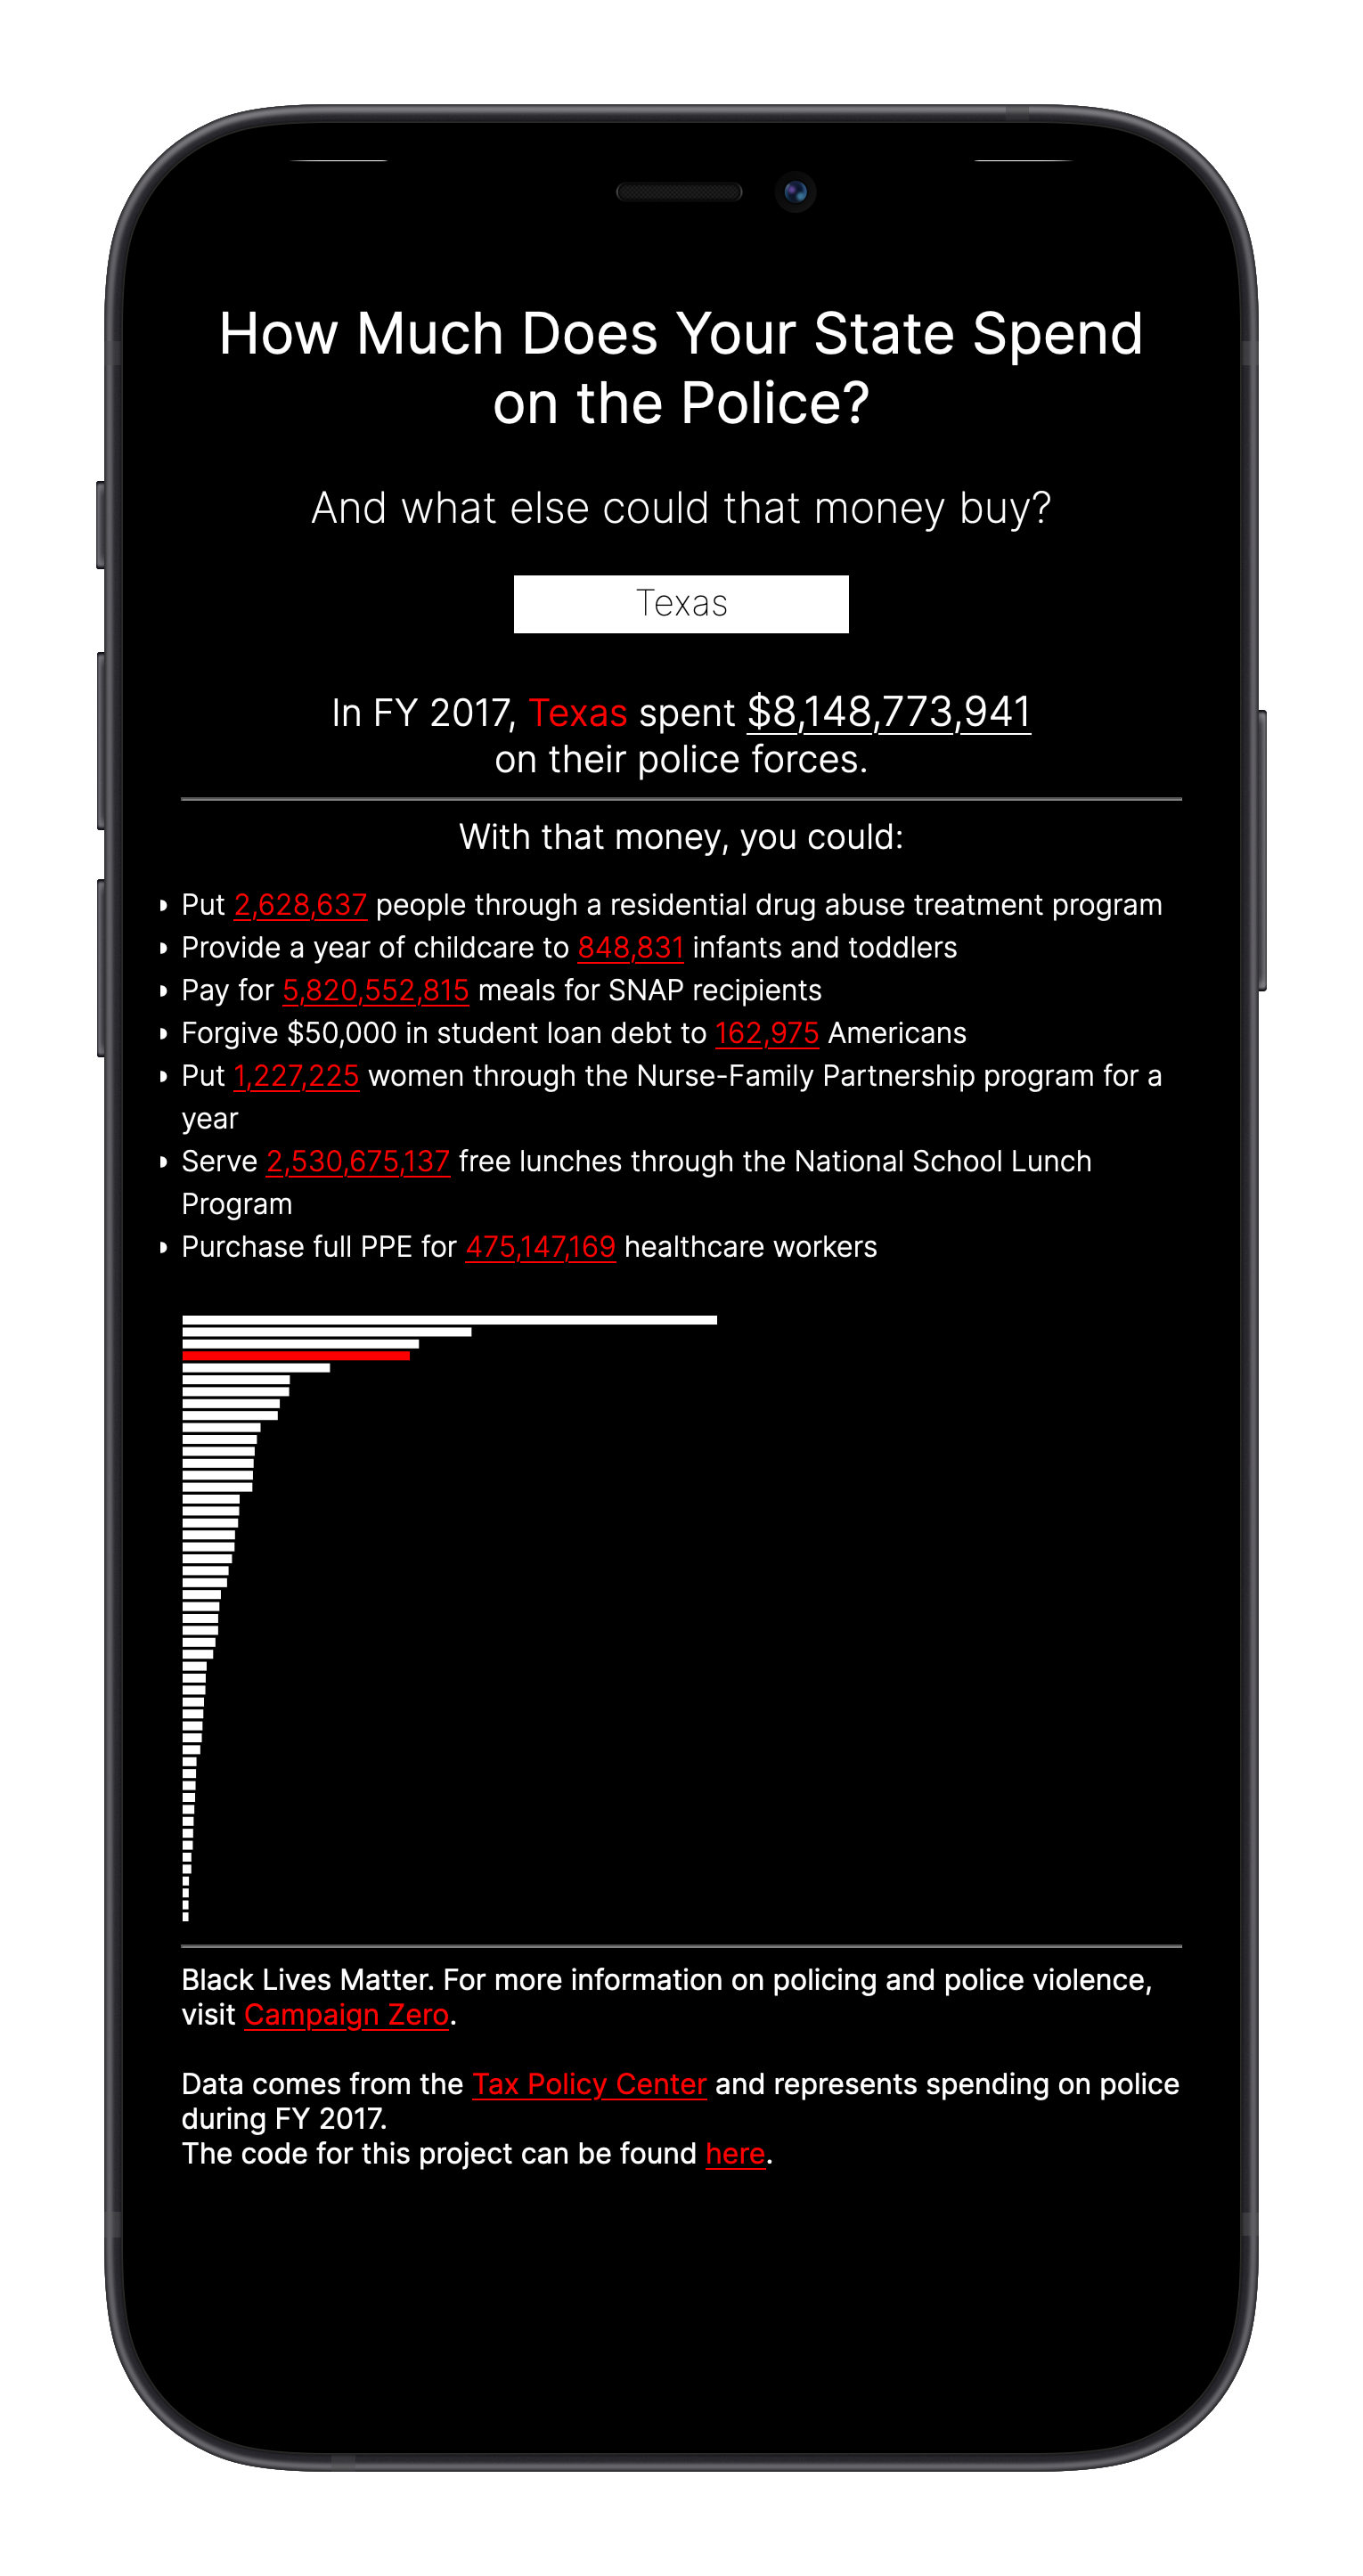 How Much Does Your State Spend
on the Police?
And what else could that money buy?
Texas
In FY 2017, Texas spent $8,148,773,941
on their police forces.
With that money, you could:
Put 2,628,637 people through a residential drug abuse treatment program
Provide a year of childcare to 848,831 infants and toddlers
Pay for 5,820,552,815 meals for SNAP recipients
Forgive $50,000 in student loan debt to 162,975 Americans
Put 1,227,225 women through the Nurse-Family Partnership program for a
year
Serve 2,530,675,137 free lunches through the National School Lunch
Program
Purchase full PPE for 475,147,169 healthcare workers
Black Lives Matter. For more information on policing and police violence,
visit Campaign Zero.
Data comes from the Tax Policy Center and represents spending on police
during FY 2017.
The code for this project can be found here.